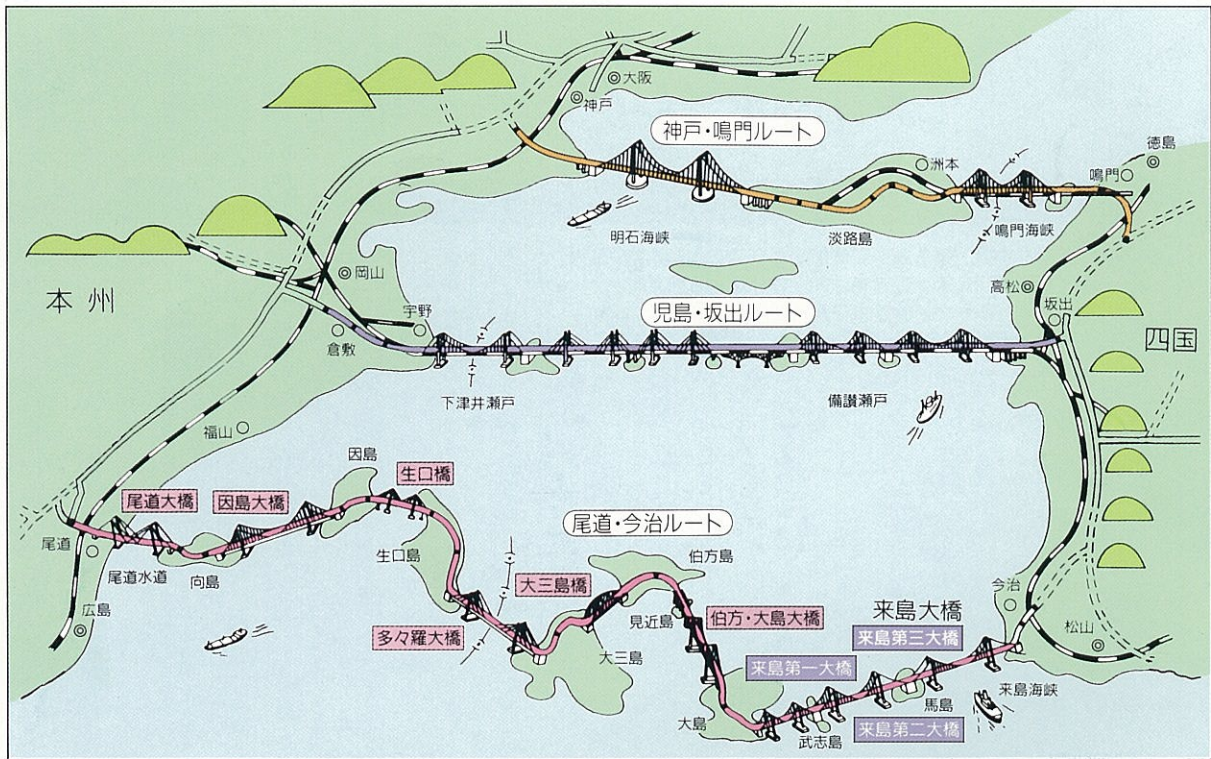 大阪
神戸
神戸・鳴門ルート
徳島
洲本
鳴門
明石海峡
淡路島
鳴門海峡
岡山
本州
高松
宇野
児島・坂出ルート
坂出
倉敷
四国
下津井瀬戸
備讃瀬戸
福山
因島
生口橋
尾道大橋
因島大橋
尾道・今治ルート
尾道
生口島
伯方島
尾道水道
向島
大三島橋
今治
広島
見近島
伯方・大島大橋
来島大橋
多々羅大橋
来島第三大橋
松山
大三島
来島第一大橋
来島海峡
馬島
大島
武志島
来島第二大橋